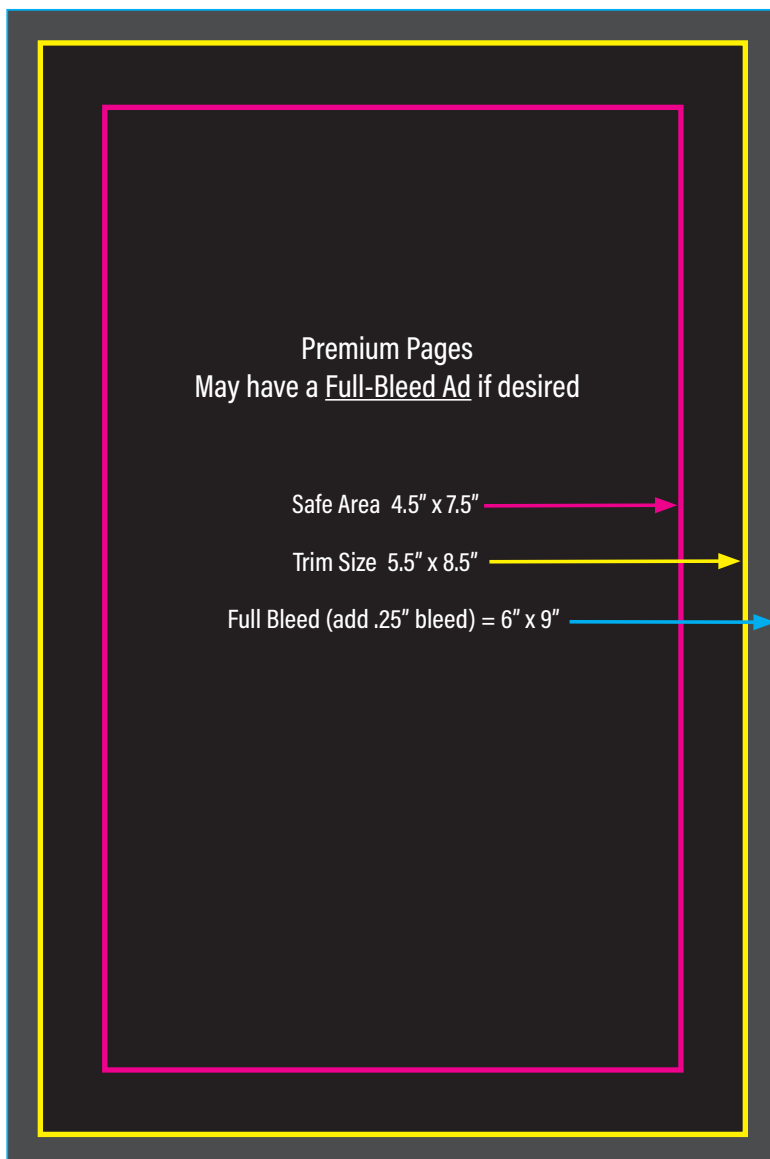 Premium Pages
May have a Full-Bleed Ad if desired
Safe Area 4.5" x 7.5"
Trim Size 5.5" x 8.5"
Full Bleed (add .25" bleed) = 6" x 9"